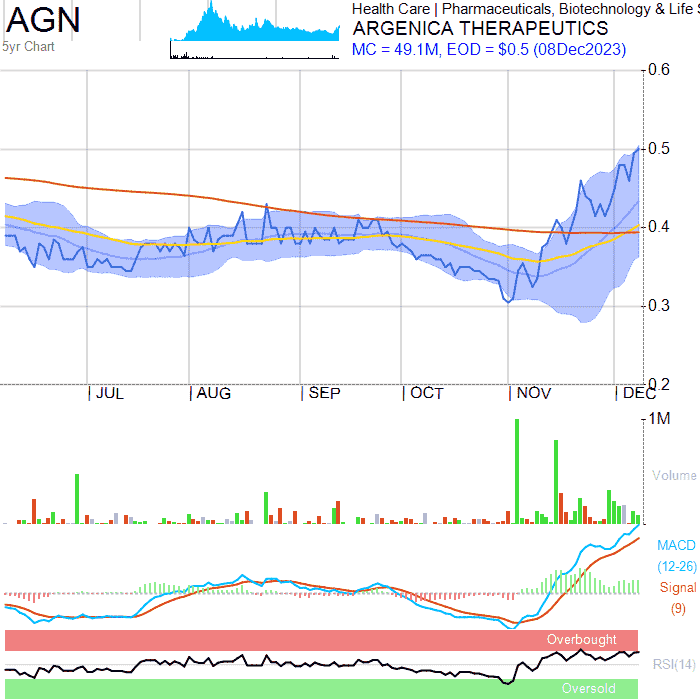 AGN
Health Care | Pharmaceuticals, Biotechnology & Life S
ARGENICA THERAPEUTICS
5yr Chart
MC = 49.1M, EOD = $0.5 (08Dec2023)
0.6
0.5
0.4
0.3
0.2
JUL AUG SEP OCT NOV DEC
1M
Volume
MACD
(12-26)
Signal
(9)
Overbought
RSI(14)
Oversold